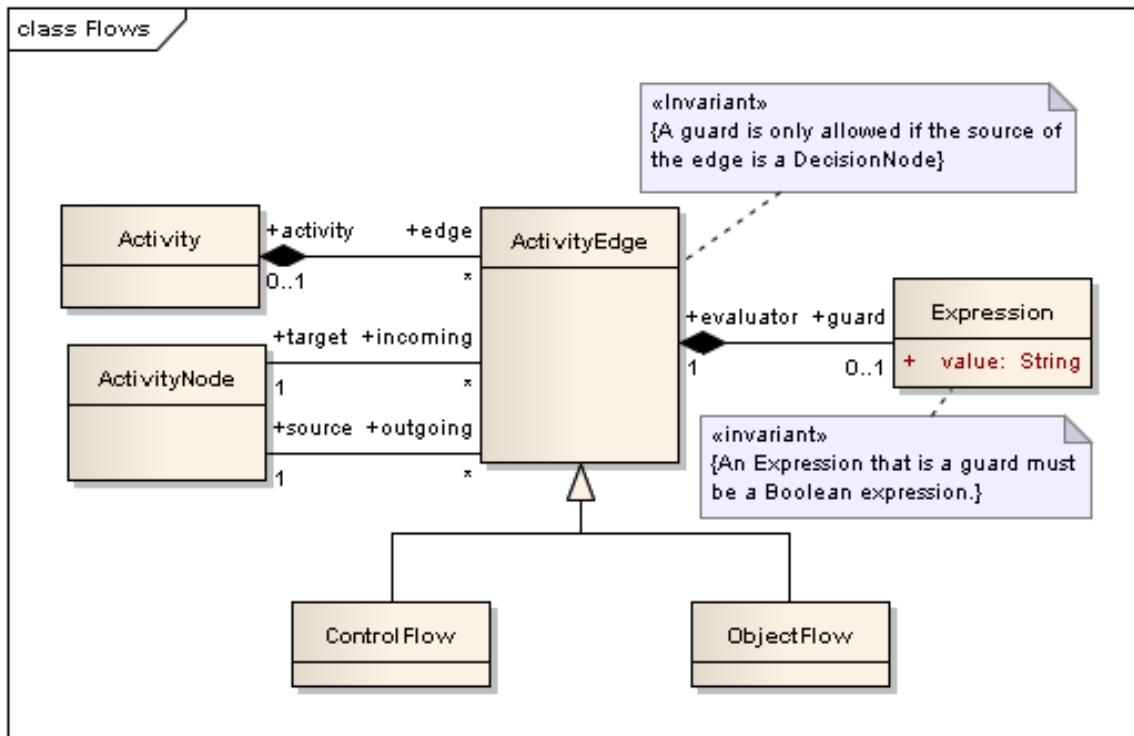 class Flows
«Invariant»
{A guard is only allowed if the source of
the edge is a DecisionNode}
Activity
+activity
+edge
0..1
*
ActivityEdge
+target
+incoming
1
*
ActivityNode
+source
+outgoing
1
*
+evaluator
+guard
1
0..1
Expression
+ value: String
«invariant»
{An Expression that is a guard must
be a Boolean expression.}
ControlFlow
ObjectFlow